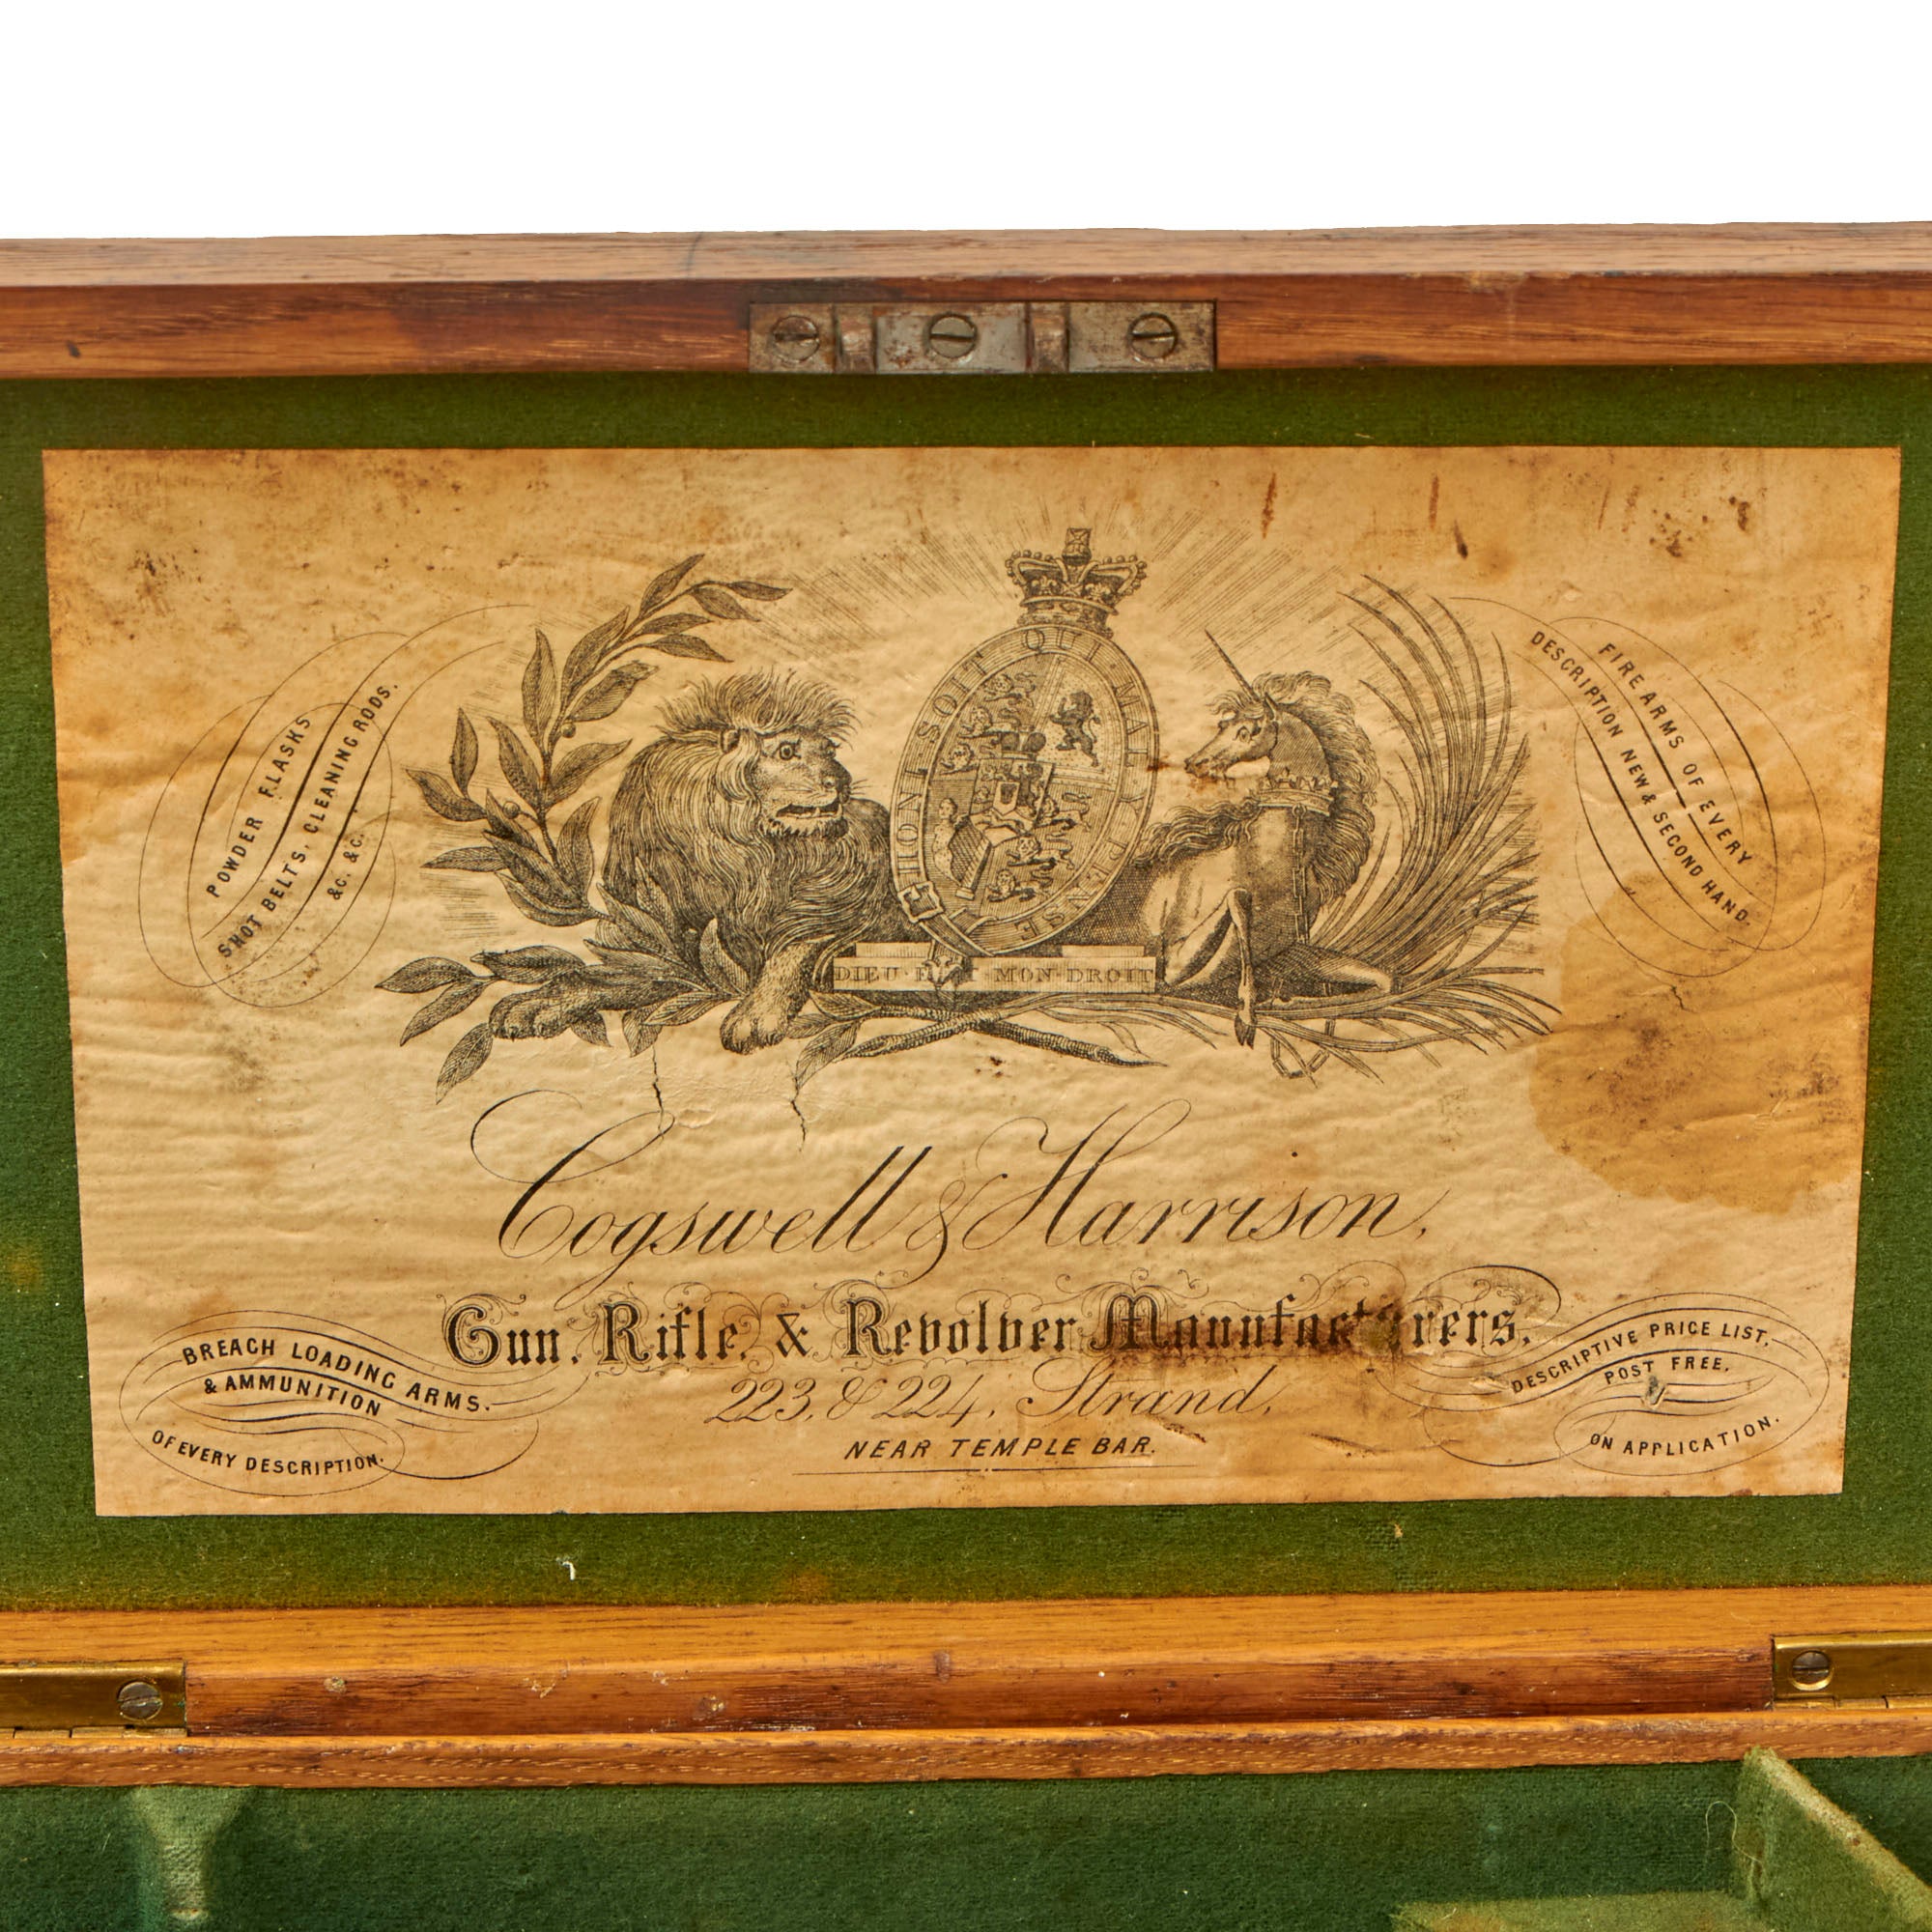 POWDER FLASKS
SHOT BELTS, CLEANING RODS.
&C. &C.
FIRE ARMS OF EVERY
DESCRIPTION NEW & SECOND HAND
HONI SOIT QUI MAL Y PENSE
DIEU ET MON DROIT
Cogswell & Harrison,
Gun, Rifle, & Revolver Manufacturers,
223, & 224, Strand,
NEAR TEMPLE BAR.
BREACH LOADING ARMS.
& AMMUNITION
OF EVERY DESCRIPTION.
DESCRIPTIVE PRICE LIST,
POST FREE,
ON APPLICATION.